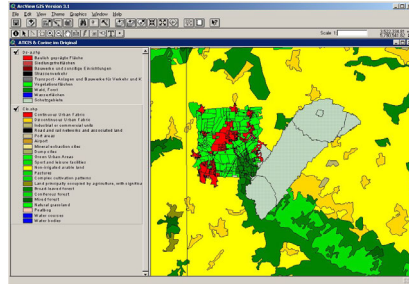 ArcView GIS Version 3.1
File Edit View Theme Graphics Window Help
Scale 1:
ATKIS & Corine im Original
Baulich geprägte Fläche
Siedlungsfreiflächen
Bauwerke und sonstige Einrichtungen
Strassenverkehr
Transport- Anlagen und Bauwerke für Verkehr und K
Vegetationsflächen
Wald, Forst
Wasserflächen
Schutzgebiete
Continuous Urban Fabric
Discontinuous Urban Fabric
Industrial or commercial units
Road and rail networks and associated land
Port areas
Airport
Mineral extraction sites
Dump sites
Green Urban Areas
Sport and leisure facilities
Non-irrigated arable land
Pastures
Complex cultivation patterns
Land principally occupied by agriculture, with significa
Broad-leaved forest
Coniferous forest
Mixed forest
Natural grassland
Peatbog
Water courses
Water bodies